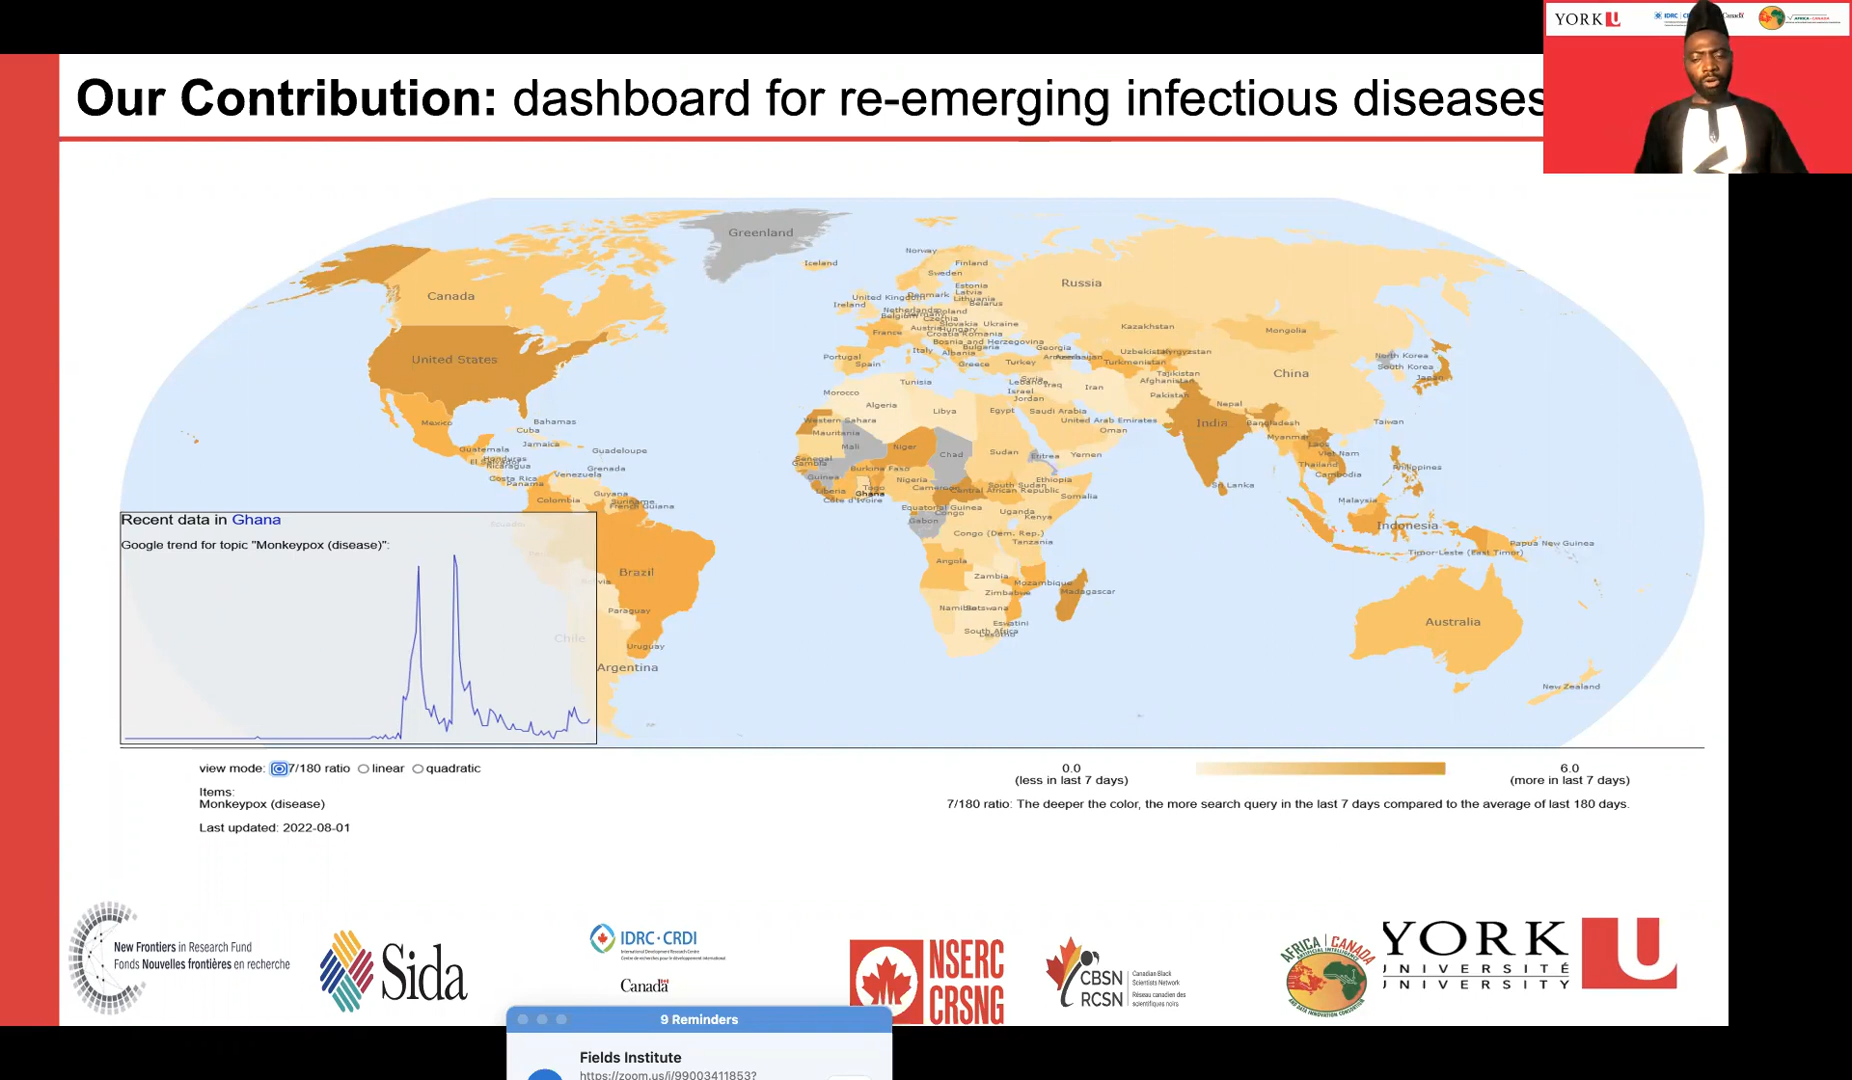 YORK U
Our Contribution: dashboard for re-emerging infectious diseases
Greenland
Norway
Iceland
Finland
Sweden
Russia
Canada
Estonia
Latvia
Lithuania
Belarus
United Kingdom
Denmark
Ireland
Netherlands
Poland
Czechia
Slovakia
Ukraine
France
Austria
Hungary
Croatia
Romania
Bosnia and Herzegovina
Bulgaria
Italy
Albania
Portugal
Spain
Greece
Turkey
Georgia
Azerbaijan
Kazakhstan
Mongolia
Uzbekistan
Kyrgyzstan
Turkmenistan
Tajikistan
Afghanistan
North Korea
South Korea
Japan
China
United States
Tunisia
Morocco
Algeria
Libya
Egypt
Israel
Jordan
Iraq
Iran
Pakistan
Nepal
Saudi Arabia
United Arab Emirates
Oman
India
Bangladesh
Myanmar
Taiwan
Mexico
Bahamas
Cuba
Jamaica
Guadeloupe
Guatemala
Honduras
El Salvador
Nicaragua
Grenada
Costa Rica
Panama
Venezuela
Guyana
Colombia
Suriname
French Guiana
Western Sahara
Mauritania
Mali
Niger
Chad
Sudan
Eritrea
Yemen
Senegal
Gambia
Burkina Faso
Guinea
Nigeria
Liberia
Togo
Ghana
Côte d'Ivoire
Cameroon
Central African Republic
South Sudan
Ethiopia
Somalia
Equatorial Guinea
Congo
Gabon
Uganda
Kenya
Congo (Dem. Rep.)
Tanzania
Laos
Viet Nam
Thailand
Cambodia
Philippines
Sri Lanka
Malaysia
Indonesia
Papua New Guinea
Timor-Leste (East Timor)
Angola
Zambia
Mozambique
Zimbabwe
Madagascar
Namibia
Botswana
Eswatini
South Africa
Lesotho
Australia
New Zealand
Brazil
Paraguay
Chile
Uruguay
Argentina
Recent data in Ghana
Google trend for topic "Monkeypox (disease)":
view mode: 7/180 ratio linear quadratic
Items:
Monkeypox (disease)
Last updated: 2022-08-01
0.0
(less in last 7 days)
6.0
(more in last 7 days)
7/180 ratio: The deeper the color, the more search query in the last 7 days compared to the average of last 180 days.
New Frontiers in Research Fund
Fonds Nouvelles frontières en recherche
Sida
IDRC · CRDI
International Development Research Centre
Centre de recherches pour le développement international
Canada
NSERC
CRSNG
CBSN
RCSN
Canadian Black
Scientists Network
Réseau canadien des
scientifiques noirs
AFRICA | CANADA
YORK U
UNIVERSITÉ
UNIVERSITY
9 Reminders
Fields Institute
https://zoom.us/j/99003411853?